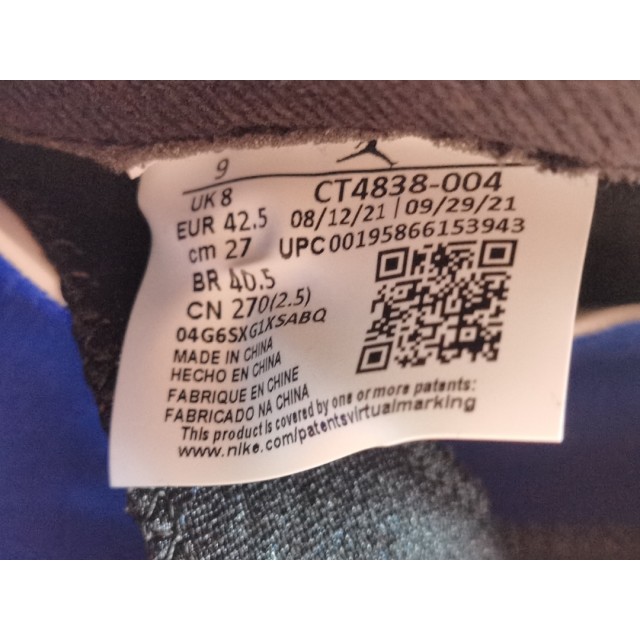 9
UK 8
CT4838-004
EUR 42.5
08/12/21 | 09/29/21
cm 27
UPC00195866153943
BR 40.5
CN 270(2.5)
04G6SXG1XSABQ
MADE IN CHINA
HECHO EN CHINA
FABRIQUE EN CHINE
FABRICADO NA CHINA
This product is covered by one or more patents:
www.nike.com/patentsvirtualmarking